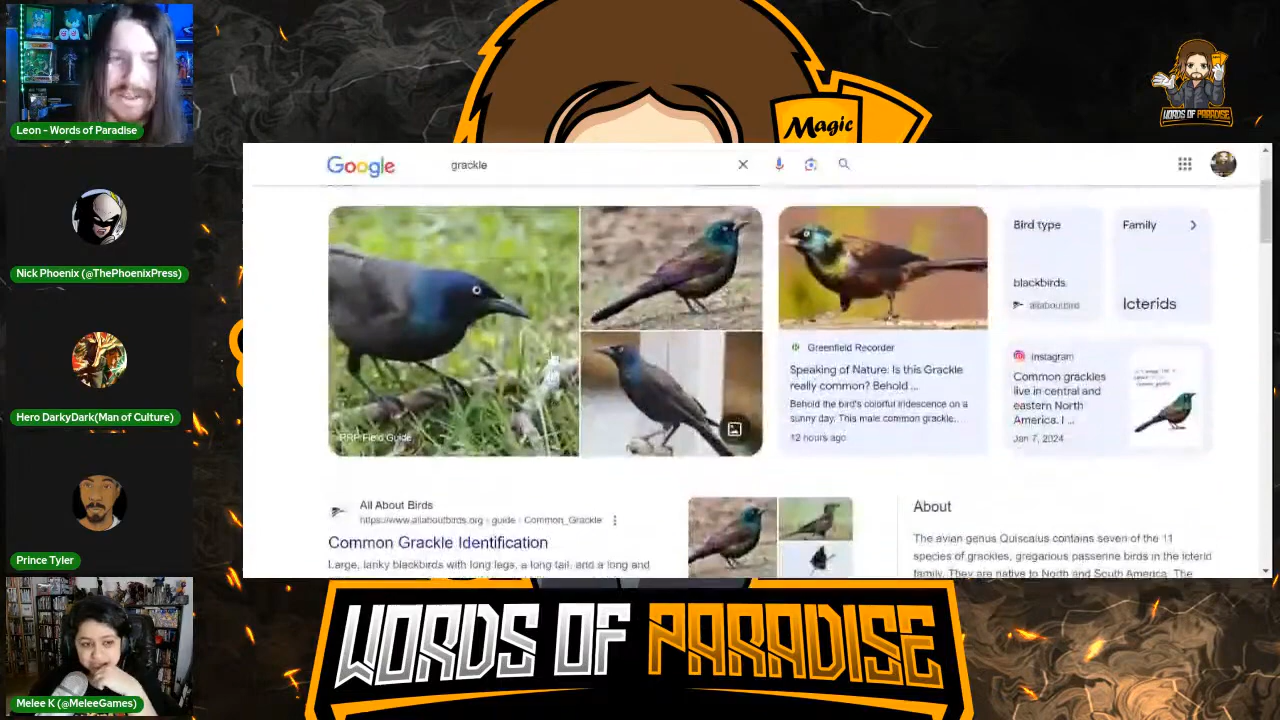 Leon - Words of Paradise
Nick Phoenix (@ThePhoenixPress)
Hero DarkyDark(Man of Culture)
Prince Tyler
Melee K (@MeleeGames)
Magic
WORDS OF PARADISE
Google
grackle
PRP Field Guide
Greenfield Recorder
Speaking of Nature: Is this Grackle
really common? Behold ...
Behold the bird's colorful iridescence on a
sunny day. This male common grackle..
12 hours ago
Bird type
blackbirds
allaboutbird
Family
Icterids
Instagram
Common grackles
live in central and
eastern North
America. I ...
Jan 7, 2024
All About Birds
https://www.allaboutbirds.org › guide › Common_Grackle
Common Grackle Identification
Large, lanky blackbirds with long legs, a long tail, and a long and
About
The avian genus Quiscalus contains seven of the 11
species of grackles, gregarious passerine birds in the icterid
family. They are native to North and South America. The
WORDS OF PARADISE